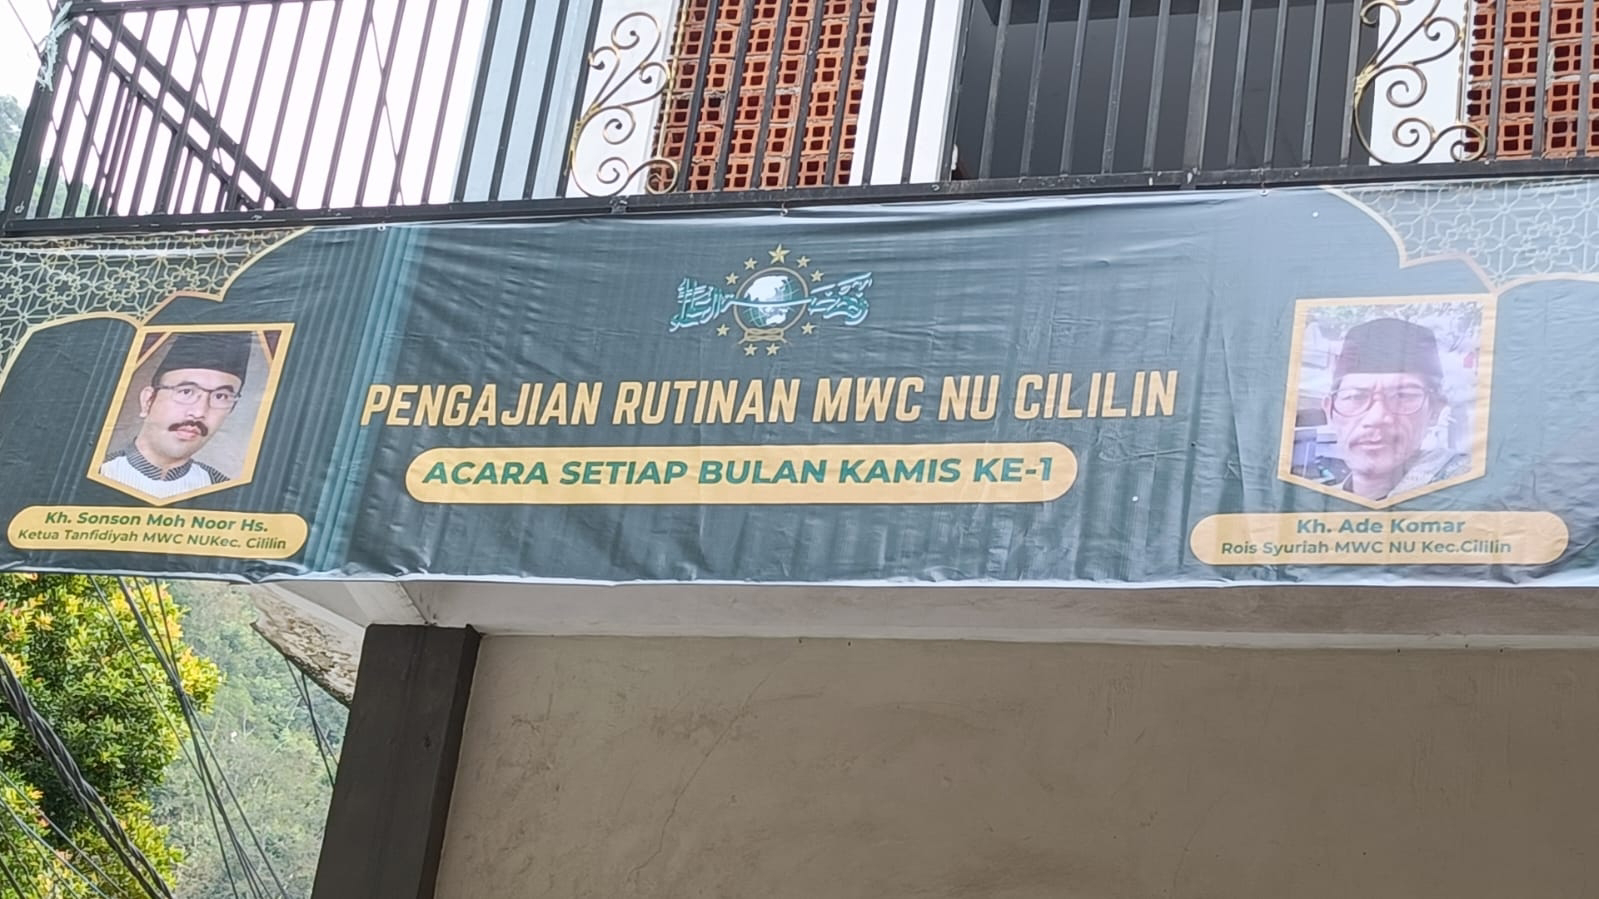 PENGAJIAN RUTINAN MWC NU CILILIN
ACARA SETIAP BULAN KAMIS KE-1
Kh. Sonson Moh Noor Hs.
Ketua Tanfidiyah MWC NUKec. Cililin
Kh. Ade Komar
Rois Syuriah MWC NU Kec.Cililin